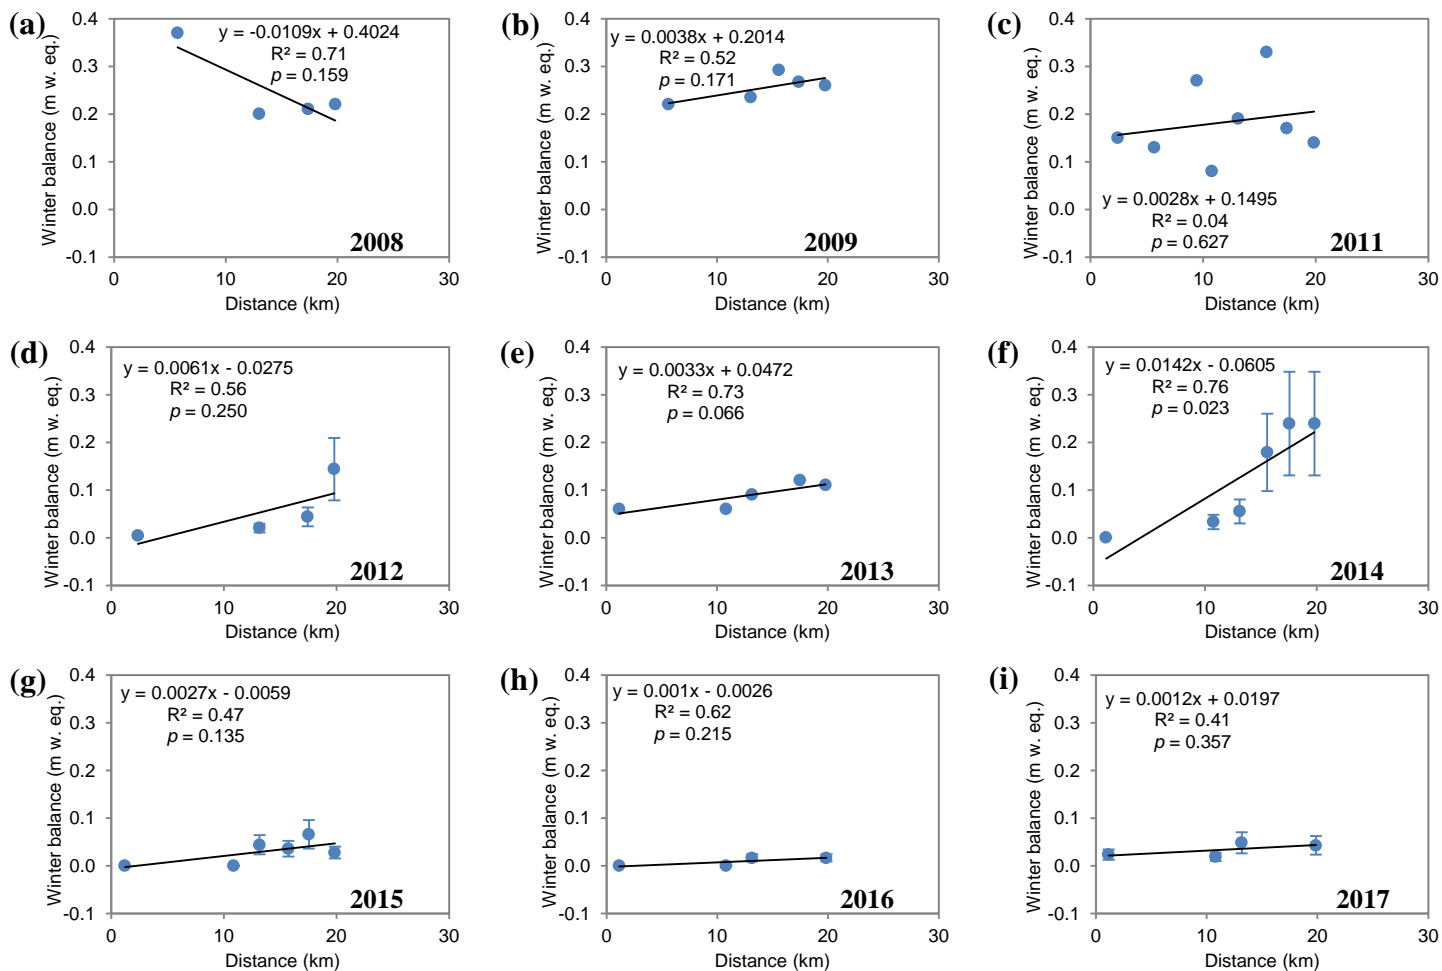 (a)
y = -0.0109x + 0.4024
R² = 0.71
p = 0.159
0.4
0.3
0.2
0.1
0.0
-0.1
Winter balance (m w. eq.)
2008
0
10
20
30
Distance (km)
(b)
y = 0.0038x + 0.2014
R² = 0.52
p = 0.171
0.4
0.3
0.2
0.1
0.0
-0.1
Winter balance (m w. eq.)
2009
0
10
20
30
Distance (km)
(c)
0.4
0.3
0.2
0.1
0.0
-0.1
Winter balance (m w. eq.)
y = 0.0028x + 0.1495
R² = 0.04
p = 0.627
2011
0
10
20
30
Distance (km)
(d)
y = 0.0061x - 0.0275
R² = 0.56
p = 0.250
0.4
0.3
0.2
0.1
0.0
-0.1
Winter balance (m w. eq.)
2012
0
10
20
30
Distance (km)
(e)
y = 0.0033x + 0.0472
R² = 0.73
p = 0.066
0.4
0.3
0.2
0.1
0.0
-0.1
Winter balance (m w. eq.)
2013
0
10
20
30
Distance (km)
(f)
y = 0.0142x - 0.0605
R² = 0.76
p = 0.023
0.4
0.3
0.2
0.1
0.0
-0.1
Winter balance (m w. eq.)
2014
0
10
20
30
Distance (km)
(g)
y = 0.0027x - 0.0059
R² = 0.47
p = 0.135
0.4
0.3
0.2
0.1
0.0
-0.1
Winter balance (m w. eq.)
2015
0
10
20
30
Distance (km)
(h)
y = 0.001x - 0.0026
R² = 0.62
p = 0.215
0.4
0.3
0.2
0.1
0.0
-0.1
Winter balance (m w. eq.)
2016
0
10
20
30
Distance (km)
(i)
y = 0.0012x + 0.0197
R² = 0.41
p = 0.357
0.4
0.3
0.2
0.1
0.0
-0.1
Winter balance (m w. eq.)
2017
0
10
20
30
Distance (km)